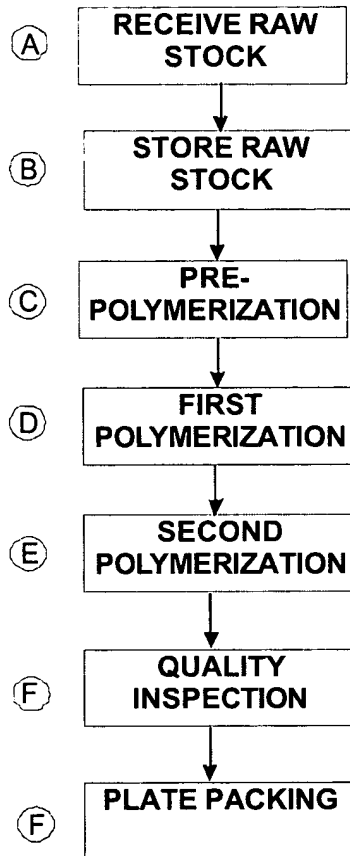 A
RECEIVE RAW
STOCK
B
STORE RAW
STOCK
C
PRE-
POLYMERIZATION
D
FIRST
POLYMERIZATION
E
SECOND
POLYMERIZATION
F
QUALITY
INSPECTION
F
PLATE PACKING